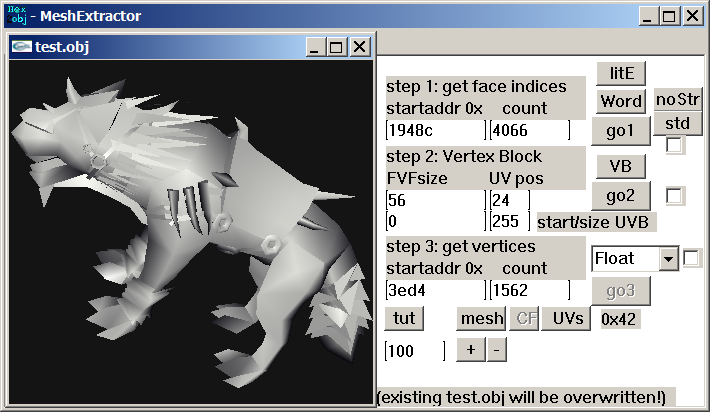 Hex obj - MeshExtractor
test.obj
litE
step 1: get face indices
Word
noStr
startaddr 0x count
std
1948c 4066
go1
step 2: Vertex Block
VB
FVFsize UV pos
56 24
go2
0 255 start/size UVB
step 3: get vertices
Float
startaddr 0x count
3ed4 1562
go3
tut mesh CF UVs 0x42
100 + -
(existing test.obj will be overwritten!)